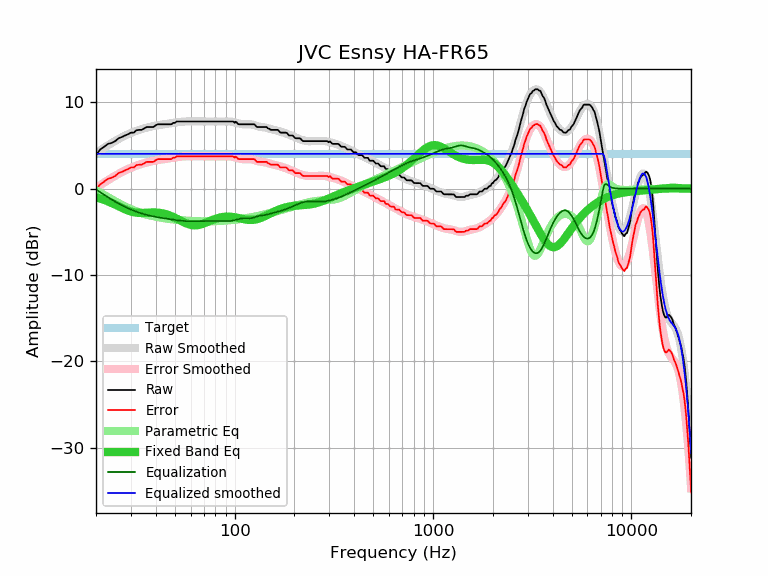 JVC Esnsy HA-FR65
10
0
−10
−20
−30
Amplitude (dBr)
Target
Raw Smoothed
Error Smoothed
Raw
Error
Parametric Eq
Fixed Band Eq
Equalization
Equalized smoothed
100
1000
10000
Frequency (Hz)